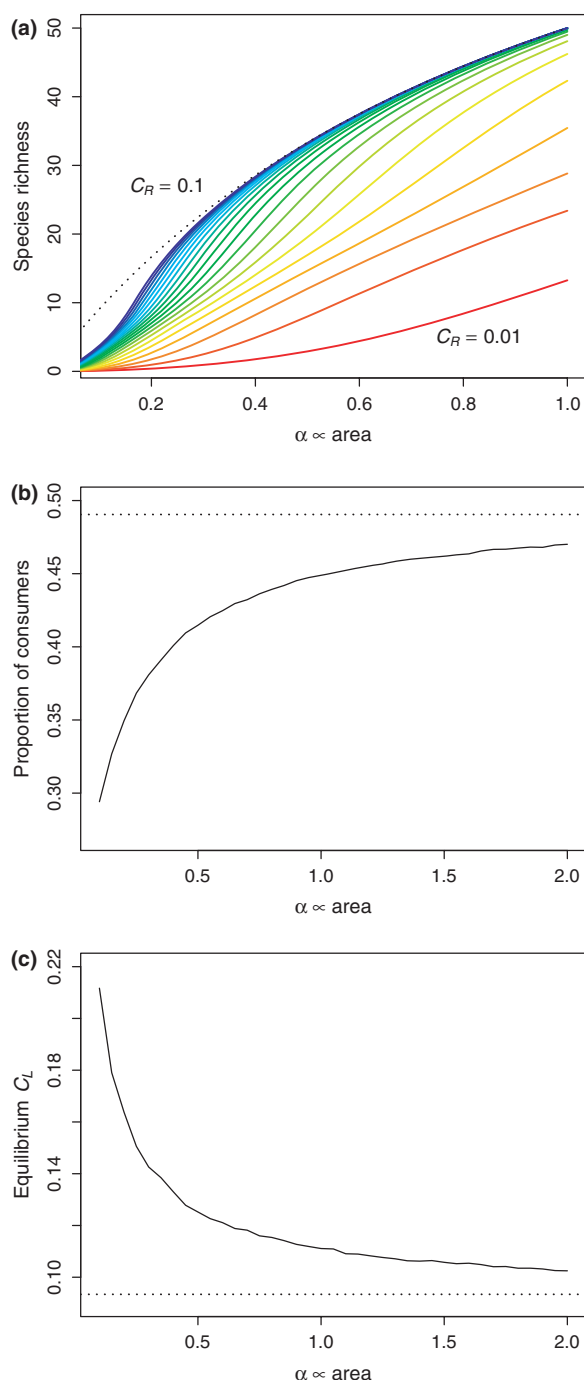 (a)
Species richness
50
40
30
20
10
0
C_R = 0.1
C_R = 0.01
0.2 0.4 0.6 0.8 1.0
α ∝ area
(b)
Proportion of consumers
0.50
0.45
0.40
0.35
0.30
0.5 1.0 1.5 2.0
α ∝ area
(c)
Equilibrium C_L
0.22
0.18
0.14
0.10
0.5 1.0 1.5 2.0
α ∝ area